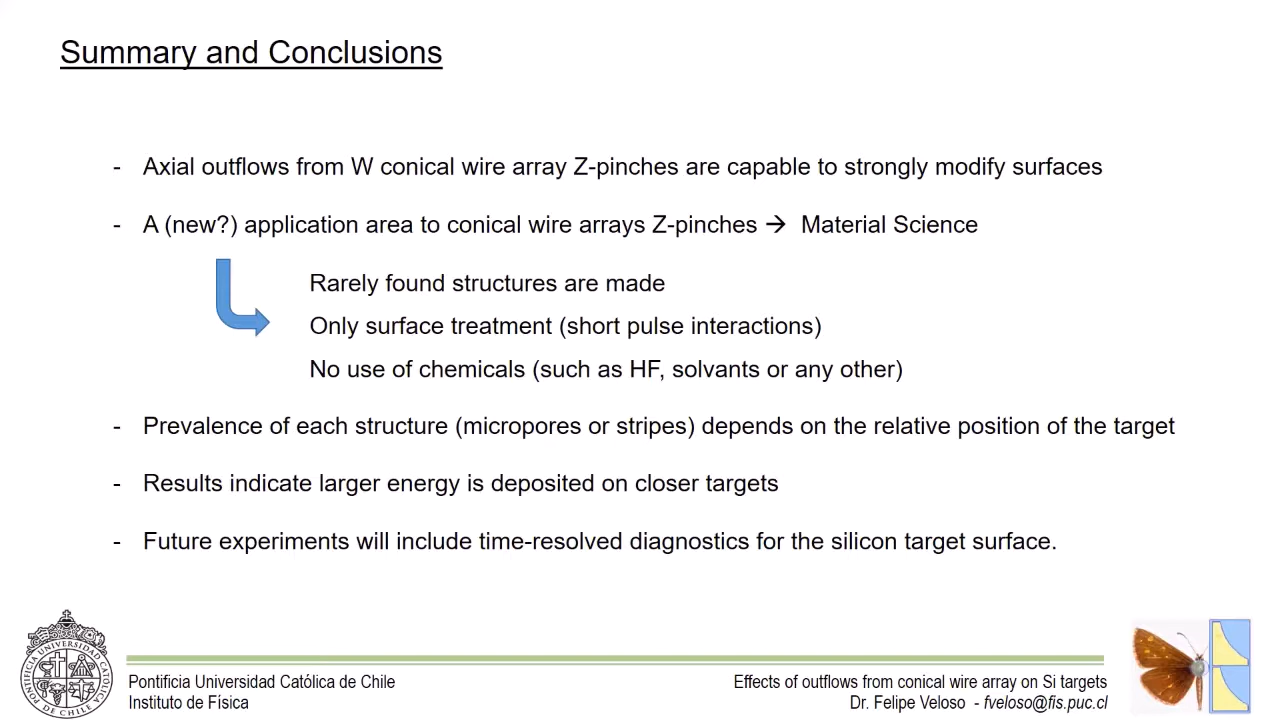 Summary and Conclusions
- Axial outflows from W conical wire array Z-pinches are capable to strongly modify surfaces
- A (new?) application area to conical wire arrays Z-pinches → Material Science
Rarely found structures are made
Only surface treatment (short pulse interactions)
No use of chemicals (such as HF, solvants or any other)
- Prevalence of each structure (micropores or stripes) depends on the relative position of the target
- Results indicate larger energy is deposited on closer targets
- Future experiments will include time-resolved diagnostics for the silicon target surface.
PONTIFICIA UNIVERSIDAD CATOLICA DE CHILE
Pontificia Universidad Católica de Chile
Instituto de Física
Effects of outflows from conical wire array on Si targets
Dr. Felipe Veloso - fveloso@fis.puc.cl